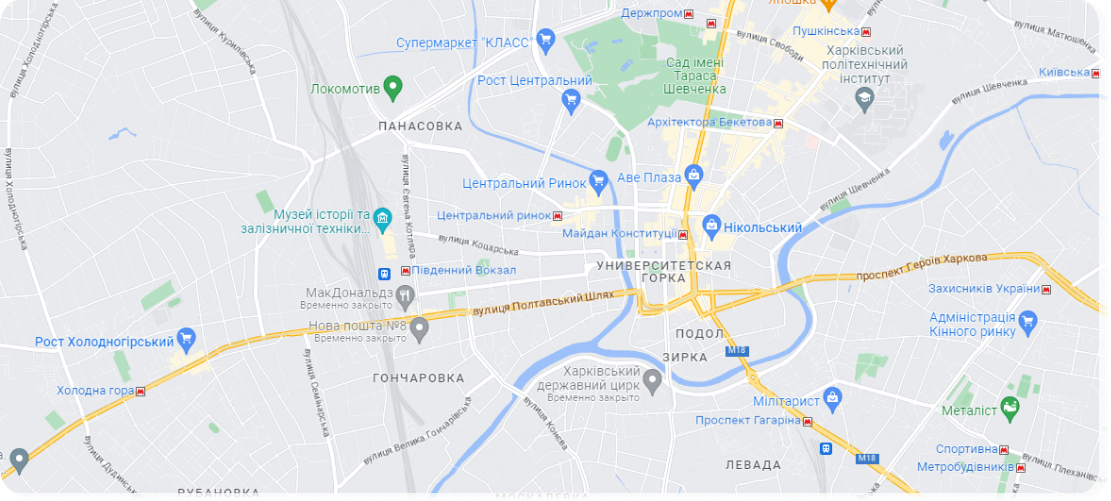 Япошка
Держпром
вулиця Холодногірська
вулиця Курилівська
Пушкінська
вулиця Матюшенка
вулиця Свободи
Супермаркет "КЛАСС"
Харківський
політехнічний
інститут
Сад імені
Тараса
Шевченка
Київська
Рост Центральний
Локомотив
вулиця Шевченка
ПАНАСОВКА
Архітектора Бекетова
вулиця Холодногірська
вулиця Євгена Котляра
Аве Плаза
Центральний Ринок
вулиця Шевченка
Музей історії та
залізничної техніки...
Центральний ринок
Нікольський
Майдан Конституції
вулиця Коцарська
УНИВЕРСИТЕТСКАЯ
ГОРКА
проспект Героїв Харкова
Південний Вокзал
МакДональдз
Временно закрыто
вулиця Полтавський Шлях
Захисників України
Нова пошта №8
Временно закрыто
Адміністрація
Кінного ринку
ПОДОЛ
Рост Холодногірський
М18
ЗИРКА
Харківський
державний цирк
Временно закрыто
ГОНЧАРОВКА
Холодна гора
вулиця Семінарська
Мілітарист
вулиця Велика Гончарівська
вулиця Конєва
Проспект Гагаріна
Металіст
вулиця Дудинська
Спортивна
М18
ЛЕВАДА
Метробудівників
вулиця Плеханівська
РУБАНОВКА
МОСКАЛЕВКА